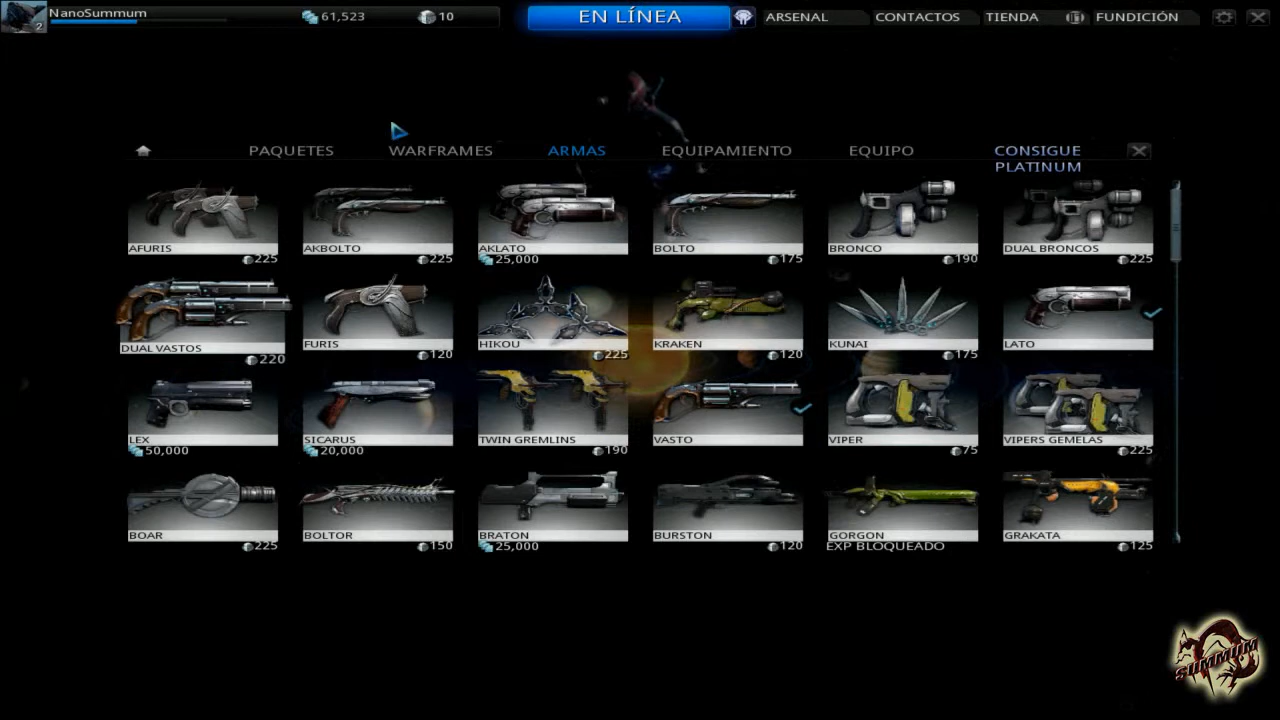 NanoSummum 61,523 10 EN LÍNEA ARSENAL CONTACTOS TIENDA FUNDICIÓN
2
PAQUETES WARFRAMES ARMAS EQUIPAMIENTO EQUIPO CONSIGUE
PLATINUM
AFURIS AKBOLTO AKLATO BOLTO BRONCO DUAL BRONCOS
225 225 25,000 175 190 225
DUAL VASTOS FURIS HIKOU KRAKEN KUNAI LATO
220 120 225 120 175
LEX SICARUS TWIN GREMLINS VASTO VIPER VIPERS GEMELAS
50,000 20,000 190 75 225
BOAR BOLTOR BRATON BURSTON GORGON GRAKATA
225 150 25,000 120 EXP BLOQUEADO 125
SUMMUM